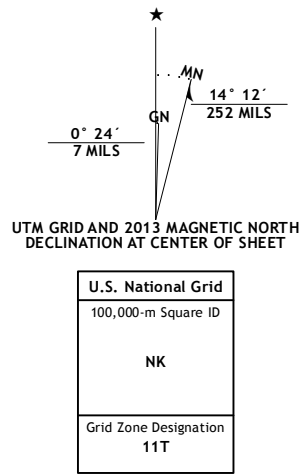 MN
GN
0° 24´
7 MILS
14° 12´
252 MILS
UTM GRID AND 2013 MAGNETIC NORTH
DECLINATION AT CENTER OF SHEET
U.S. National Grid
100,000-m Square ID
NK
Grid Zone Designation
11T